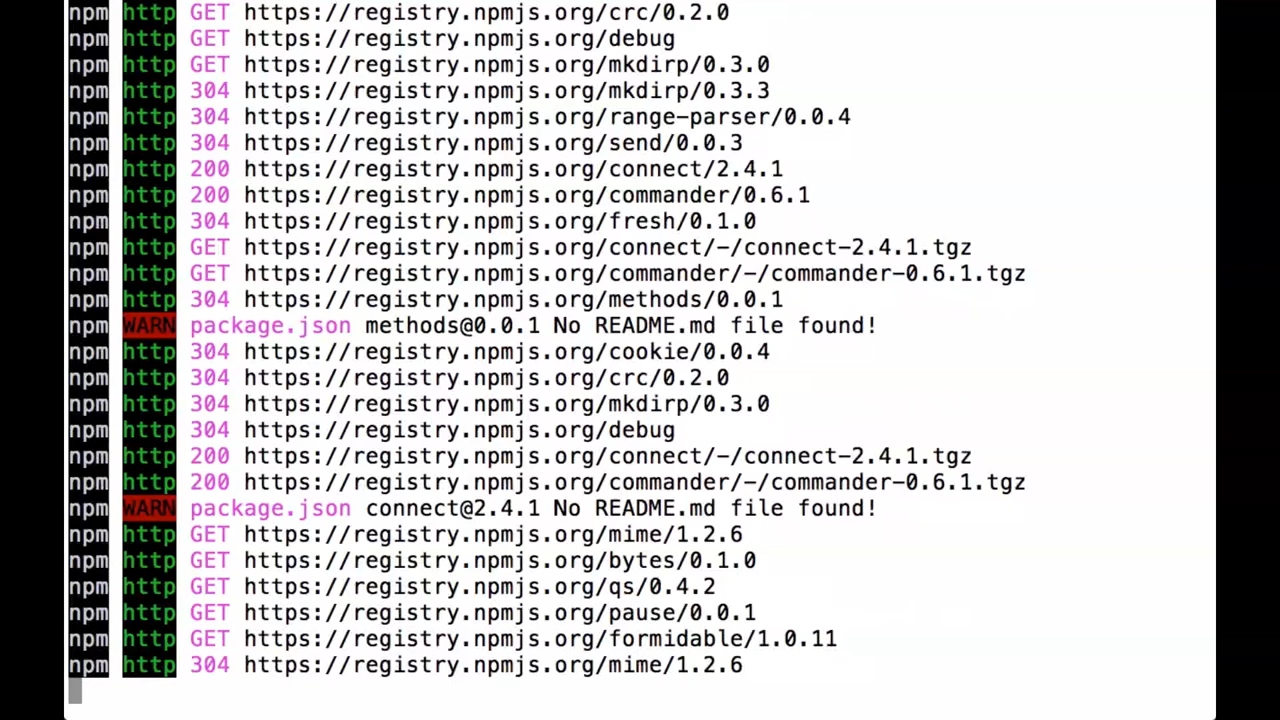 npm http GET https://registry.npmjs.org/crc/0.2.0
npm http GET https://registry.npmjs.org/debug
npm http GET https://registry.npmjs.org/mkdirp/0.3.0
npm http 304 https://registry.npmjs.org/mkdirp/0.3.3
npm http 304 https://registry.npmjs.org/range-parser/0.0.4
npm http 304 https://registry.npmjs.org/send/0.0.3
npm http 200 https://registry.npmjs.org/connect/2.4.1
npm http 200 https://registry.npmjs.org/commander/0.6.1
npm http 304 https://registry.npmjs.org/fresh/0.1.0
npm http GET https://registry.npmjs.org/connect/-/connect-2.4.1.tgz
npm http GET https://registry.npmjs.org/commander/-/commander-0.6.1.tgz
npm http 304 https://registry.npmjs.org/methods/0.0.1
npm WARN package.json methods@0.0.1 No README.md file found!
npm http 304 https://registry.npmjs.org/cookie/0.0.4
npm http 304 https://registry.npmjs.org/crc/0.2.0
npm http 304 https://registry.npmjs.org/mkdirp/0.3.0
npm http 304 https://registry.npmjs.org/debug
npm http 200 https://registry.npmjs.org/connect/-/connect-2.4.1.tgz
npm http 200 https://registry.npmjs.org/commander/-/commander-0.6.1.tgz
npm WARN package.json connect@2.4.1 No README.md file found!
npm http GET https://registry.npmjs.org/mime/1.2.6
npm http GET https://registry.npmjs.org/bytes/0.1.0
npm http GET https://registry.npmjs.org/qs/0.4.2
npm http GET https://registry.npmjs.org/pause/0.0.1
npm http GET https://registry.npmjs.org/formidable/1.0.11
npm http 304 https://registry.npmjs.org/mime/1.2.6